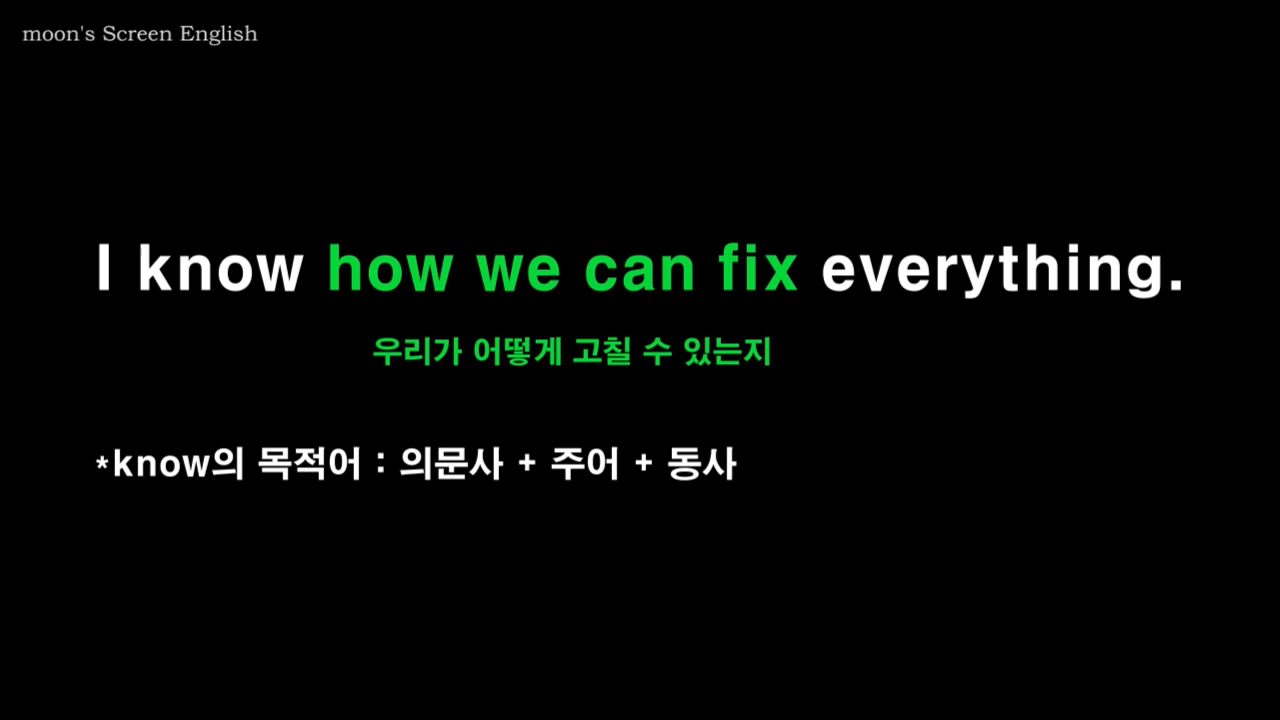 moon's Screen English
I know how we can fix everything.
우리가 어떻게 고칠 수 있는지
*know의 목적어 : 의문사 + 주어 + 동사